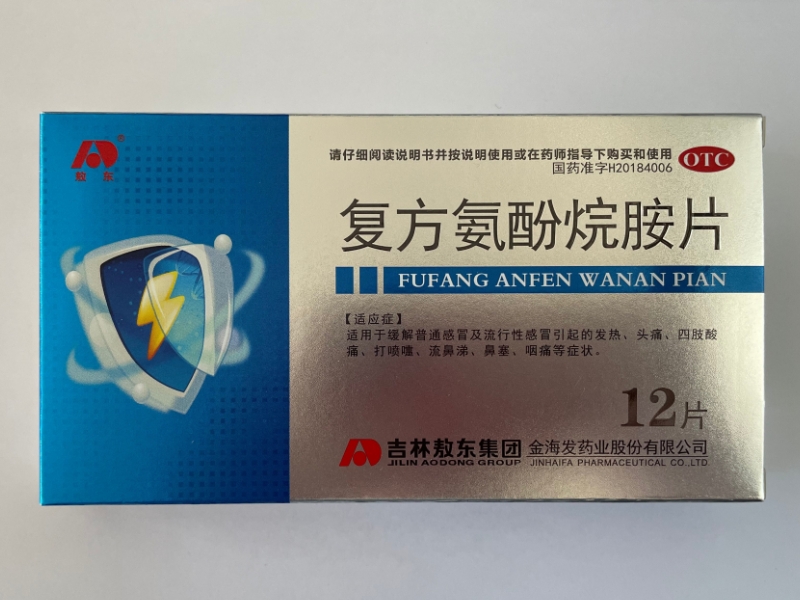 敖东
®
请仔细阅读说明书并按说明使用或在药师指导下购买和使用
国药准字H20184006
OTC
复方氨酚烷胺片
FUFANG ANFEN WANAN PIAN
【适应症】
适用于缓解普通感冒及流行性感冒引起的发热、头痛、四肢酸
痛、打喷嚏、流鼻涕、鼻塞、咽痛等症状。
12片
吉林敖东集团 金海发药业股份有限公司
JILIN AODONG GROUP JINHAIFA PHARMACEUTICAL CO.,LTD.